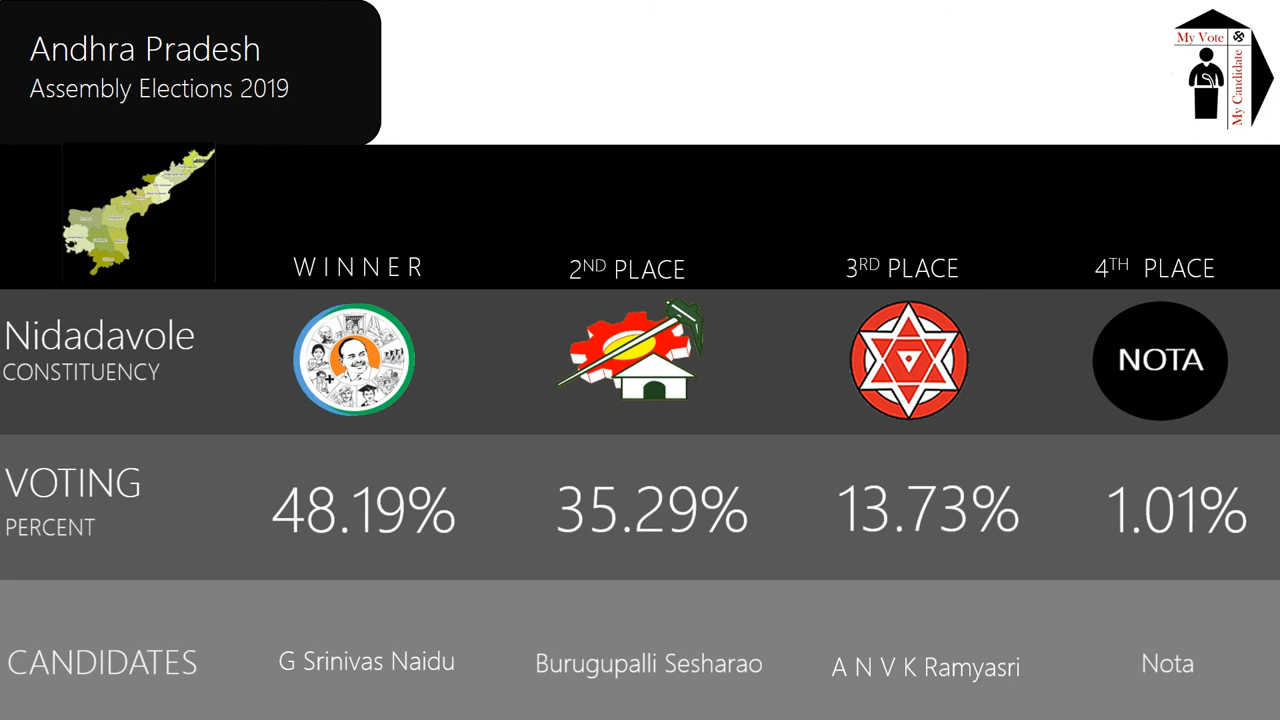 Andhra Pradesh
Assembly Elections 2019
My Vote
My Candidate
WINNER
2ND PLACE
3RD PLACE
4TH PLACE
Nidadavole
CONSTITUENCY
NOTA
VOTING
PERCENT
48.19%
35.29%
13.73%
1.01%
CANDIDATES
G Srinivas Naidu
Burugupalli Sesharao
A N V K Ramyasri
Nota